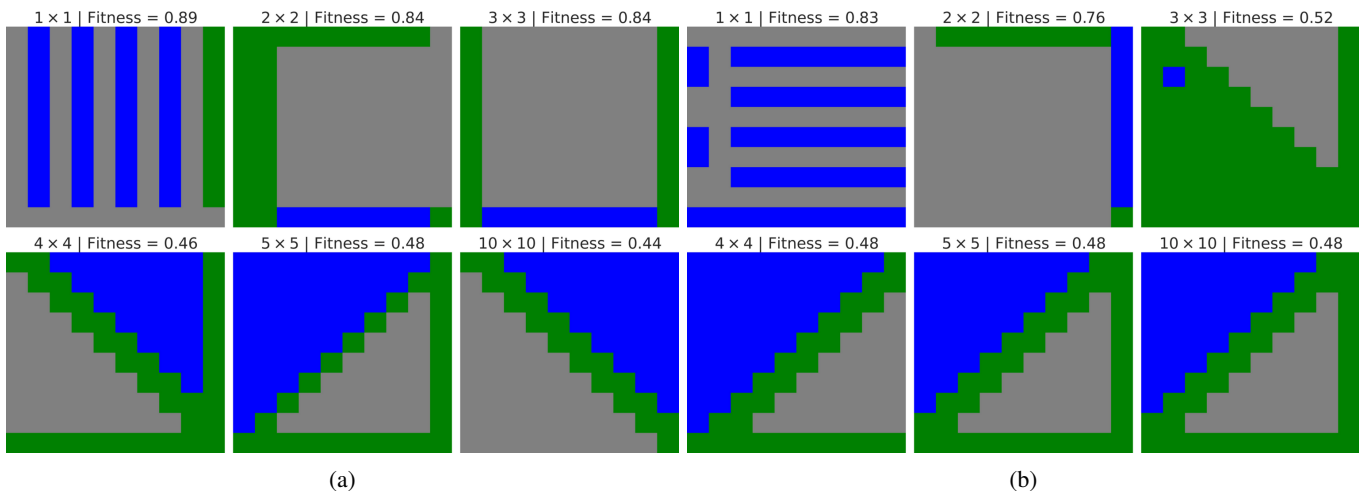 1 × 1 | Fitness = 0.89
2 × 2 | Fitness = 0.84
3 × 3 | Fitness = 0.84
1 × 1 | Fitness = 0.83
2 × 2 | Fitness = 0.76
3 × 3 | Fitness = 0.52
4 × 4 | Fitness = 0.46
5 × 5 | Fitness = 0.48
10 × 10 | Fitness = 0.44
4 × 4 | Fitness = 0.48
5 × 5 | Fitness = 0.48
10 × 10 | Fitness = 0.48
(a)
(b)